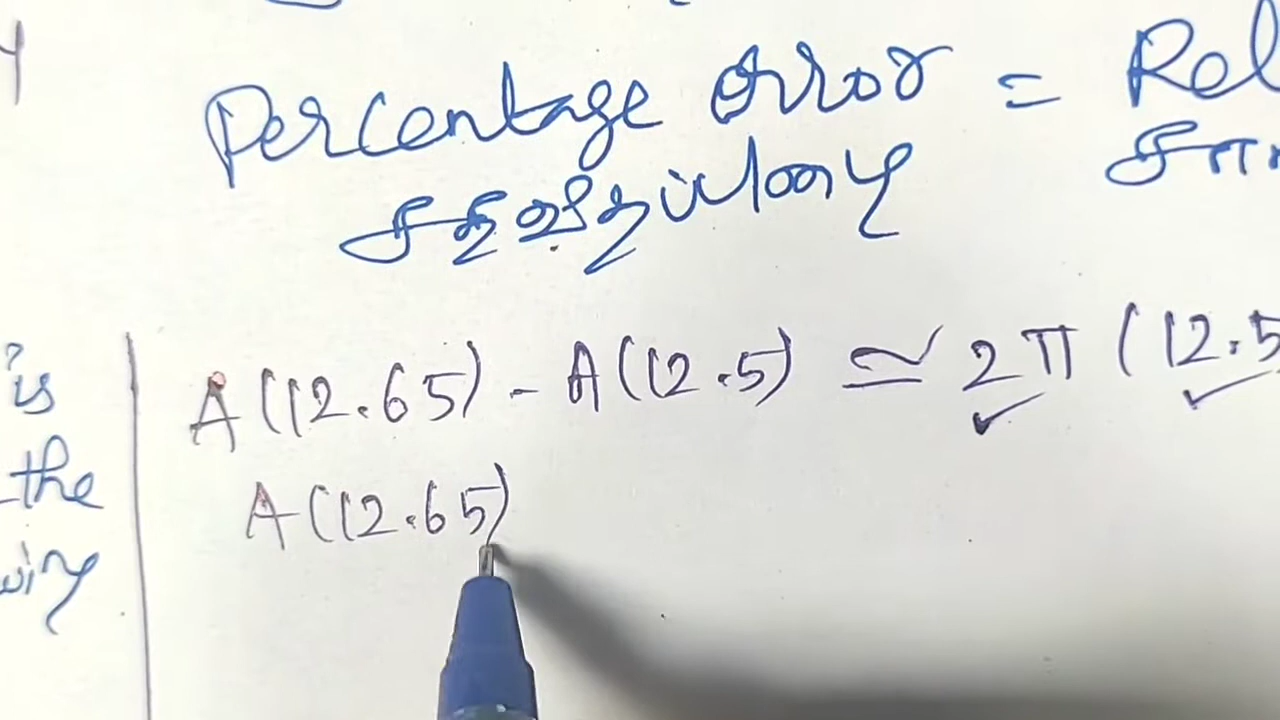 Percentage error = Rel
சதவீதப்பிழை சா
is A(12.65) - A(12.5) ≃ 2π (12.5
the A(12.65)
wing